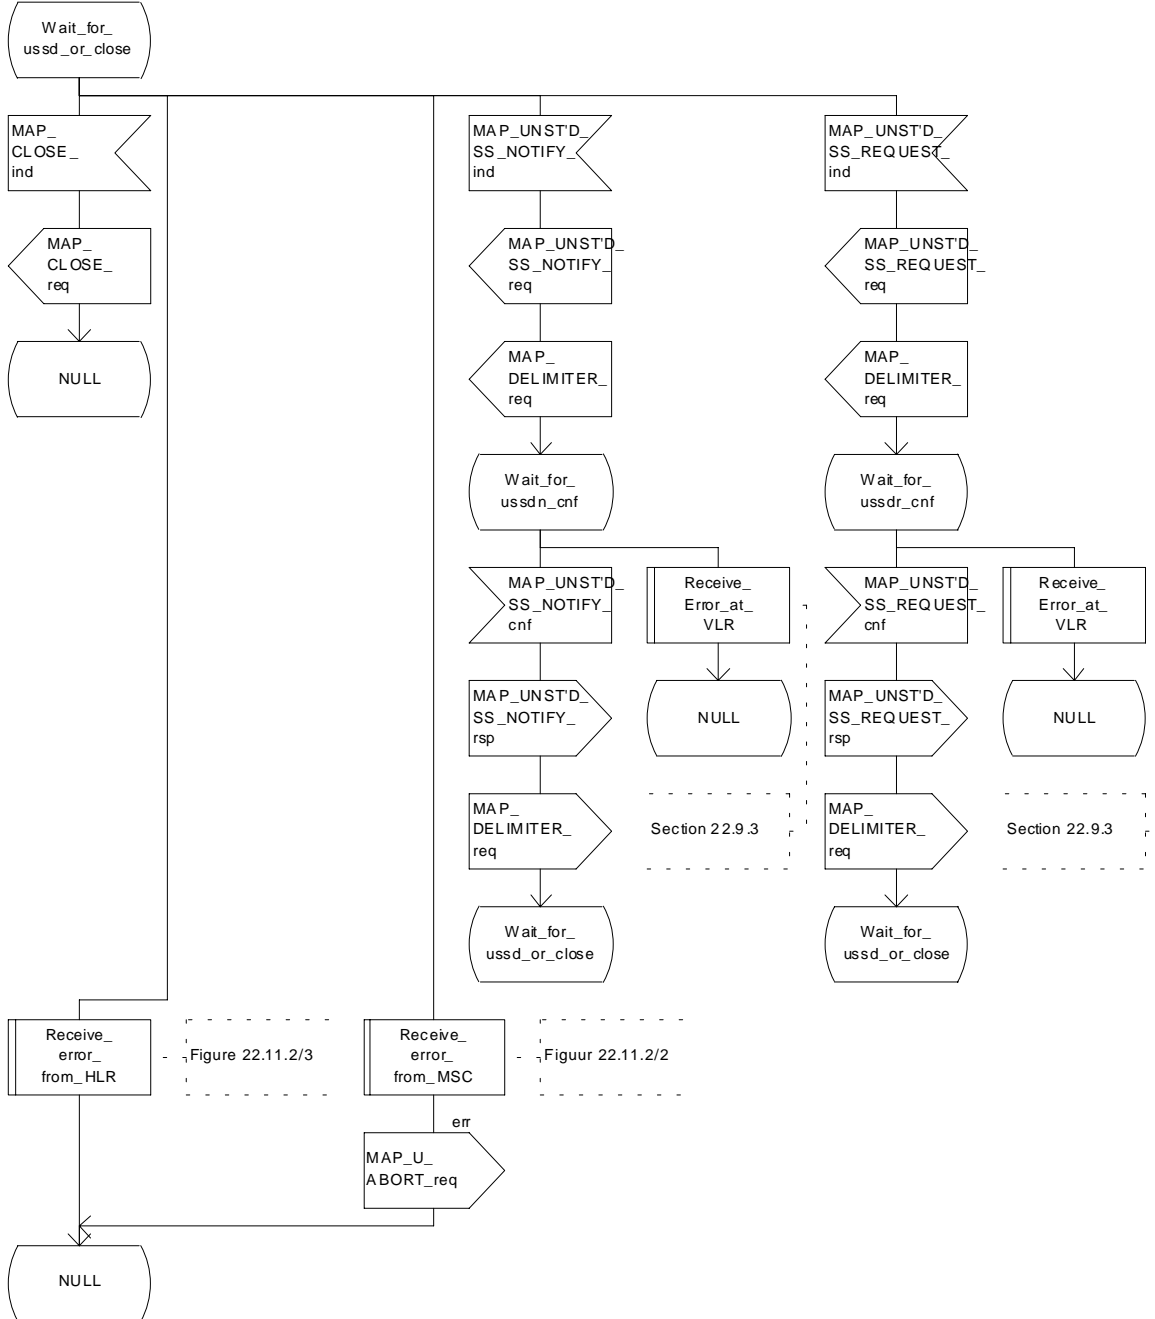 Wait_for_
ussd_or_close
MAP_
CLOSE_
ind
MAP_UNST'D_
SS_NOTIFY_
ind
MAP_UNST'D_
SS_REQUEST_
ind
MAP_
CLOSE_
req
MAP_UNST'D_
SS_NOTIFY_
req
MAP_UNST'D_
SS_REQUEST_
req
NULL
MAP_
DELIMITER_
req
MAP_
DELIMITER_
req
Wait_for_
ussdn_cnf
Wait_for_
ussdr_cnf
MAP_UNST'D_
SS_NOTIFY_
cnf
Receive_
Error_at_
VLR
MAP_UNST'D_
SS_REQUEST_
cnf
Receive_
Error_at_
VLR
MAP_UNST'D_
SS_NOTIFY_
rsp
NULL
MAP_UNST'D_
SS_REQUEST_
rsp
NULL
MAP_
DELIMITER_
req
Section 22.9.3
MAP_
DELIMITER_
req
Section 22.9.3
Wait_for_
ussd_or_close
Wait_for_
ussd_or_close
Receive_
error_
from_HLR
Figure 22.11.2/3
Receive_
error_
from_MSC
Figuur 22.11.2/2
err
MAP_U_
ABORT_req
NULL